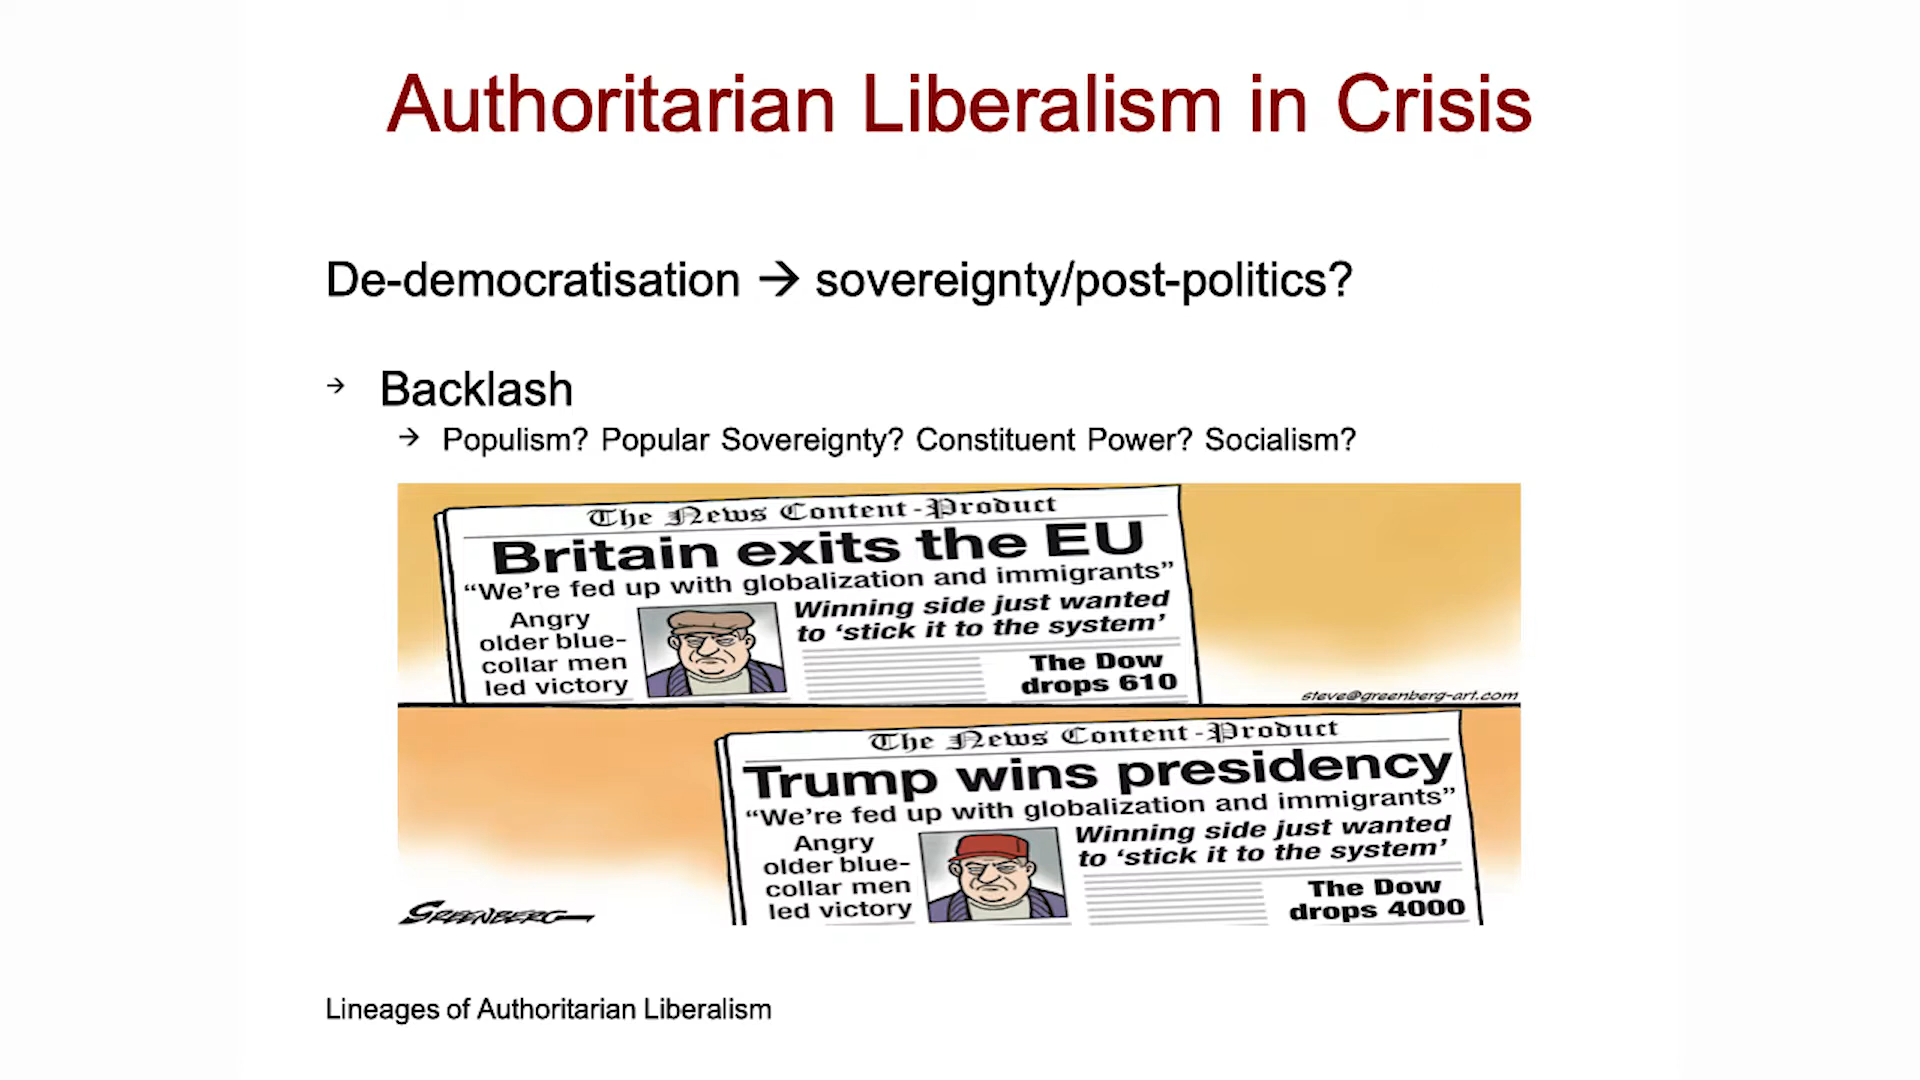 Authoritarian Liberalism in Crisis
De-democratisation → sovereignty/post-politics?
→ Backlash
→ Populism? Popular Sovereignty? Constituent Power? Socialism?
The News Content-Product
Britain exits the EU
“We’re fed up with globalization and immigrants”
Angry
older blue-
collar men
led victory
Winning side just wanted
to ‘stick it to the system’
The Dow
drops 610
steve@greenberg-art.com
The News Content-Product
Trump wins presidency
“We’re fed up with globalization and immigrants”
Angry
older blue-
collar men
led victory
Winning side just wanted
to ‘stick it to the system’
The Dow
drops 4000
GREENBERG
Lineages of Authoritarian Liberalism